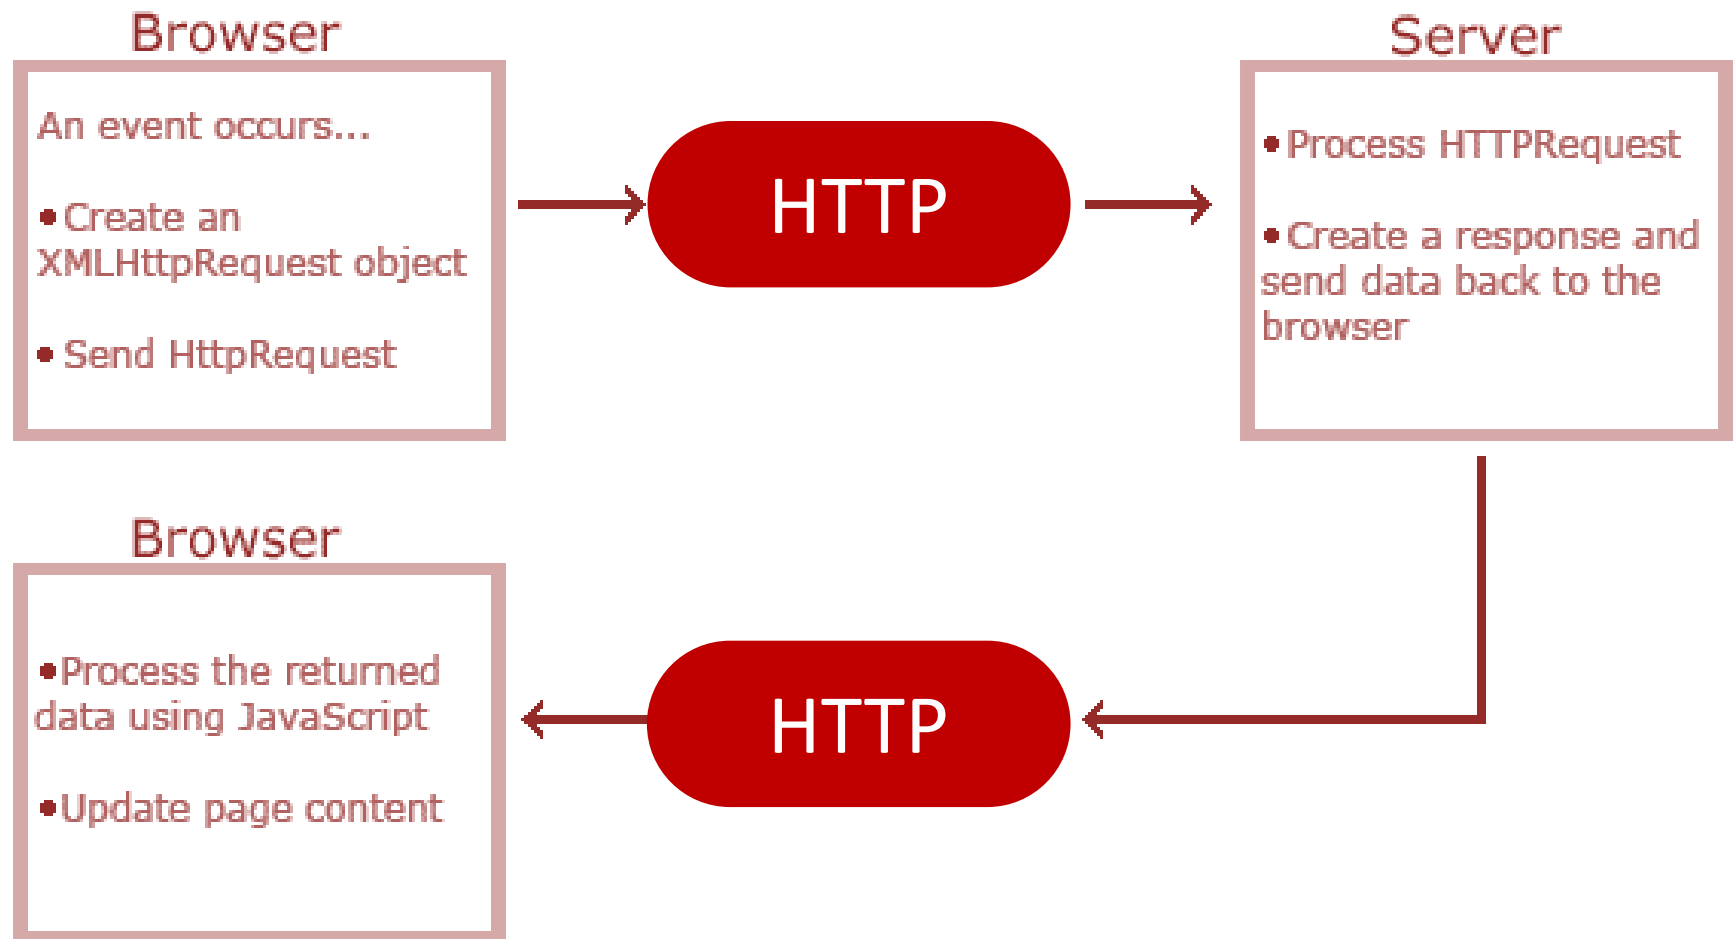 Browser
An event occurs...
• Create an
XMLHttpRequest object
• Send HttpRequest
HTTP
Server
• Process HTTPRequest
• Create a response and
send data back to the
browser
Browser
•Process the returned
data using JavaScript
•Update page content
HTTP